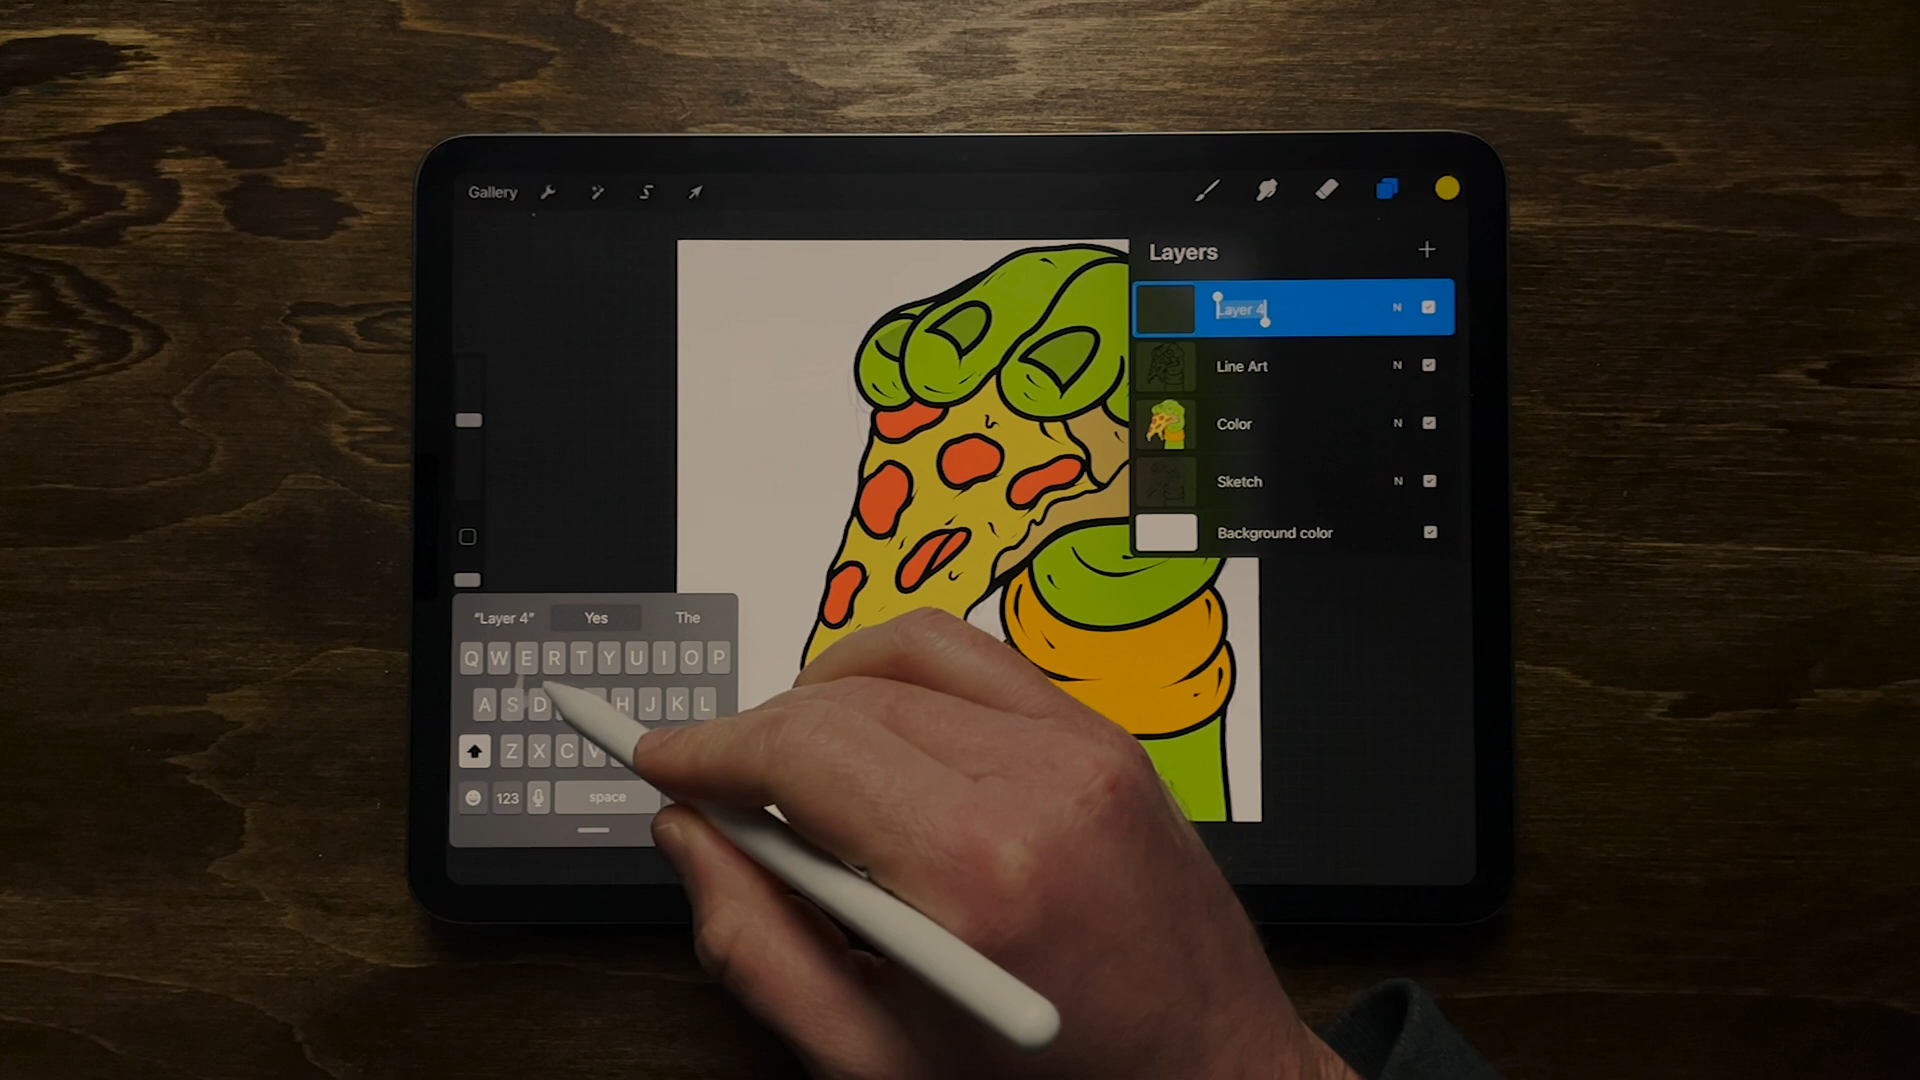 Gallery
Layers
Layer 4 N
Line Art N
Color N
Sketch N
Background color
"Layer 4" Yes The
Q W E R T Y U I O P
A S D H J K L
Z X C V
123 space